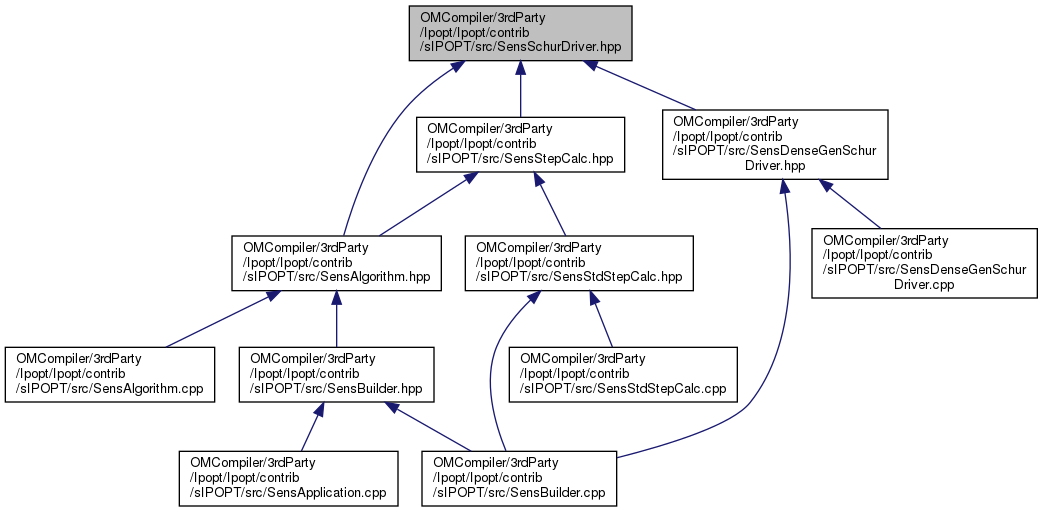 OMCompiler/3rdParty
/Ipopt/Ipopt/contrib
/sIPOPT/src/SensSchurDriver.hpp
OMCompiler/3rdParty
/Ipopt/Ipopt/contrib
/sIPOPT/src/SensStepCalc.hpp
OMCompiler/3rdParty
/Ipopt/Ipopt/contrib
/sIPOPT/src/SensDenseGenSchur
Driver.hpp
OMCompiler/3rdParty
/Ipopt/Ipopt/contrib
/sIPOPT/src/SensAlgorithm.hpp
OMCompiler/3rdParty
/Ipopt/Ipopt/contrib
/sIPOPT/src/SensStdStepCalc.hpp
OMCompiler/3rdParty
/Ipopt/Ipopt/contrib
/sIPOPT/src/SensDenseGenSchur
Driver.cpp
OMCompiler/3rdParty
/Ipopt/Ipopt/contrib
/sIPOPT/src/SensAlgorithm.cpp
OMCompiler/3rdParty
/Ipopt/Ipopt/contrib
/sIPOPT/src/SensBuilder.hpp
OMCompiler/3rdParty
/Ipopt/Ipopt/contrib
/sIPOPT/src/SensStdStepCalc.cpp
OMCompiler/3rdParty
/Ipopt/Ipopt/contrib
/sIPOPT/src/SensApplication.cpp
OMCompiler/3rdParty
/Ipopt/Ipopt/contrib
/sIPOPT/src/SensBuilder.cpp